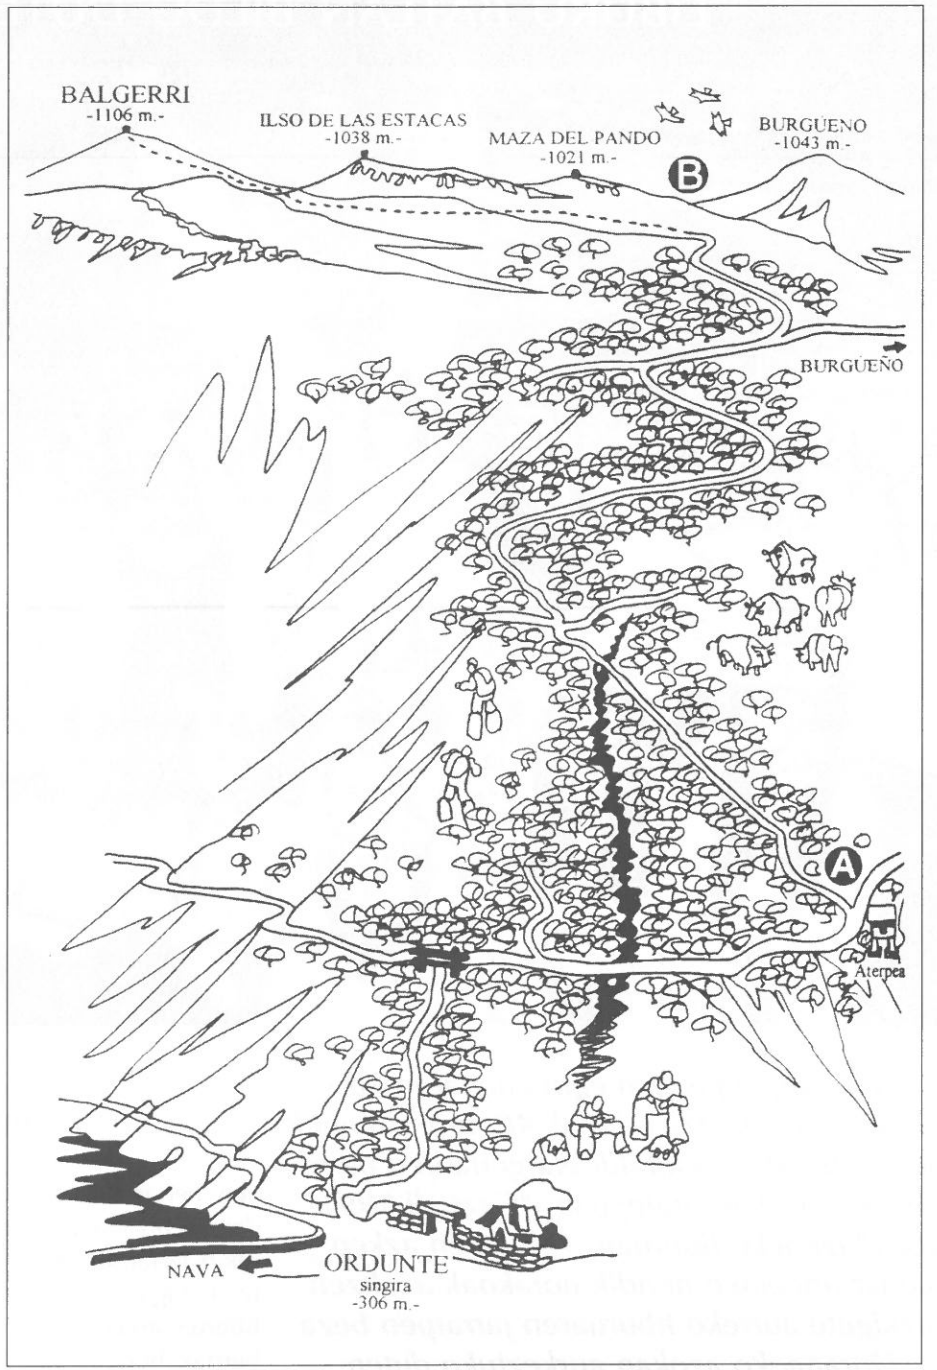 BALGERRI
-1106 m.-
ILSO DE LAS ESTACAS
-1038 m.-
MAZA DEL PANDO
-1021 m.-
BURGUENO
-1043 m.-
B
BURGUEÑO
A
Aterpea
NAVA
ORDUNTE
singira
-306 m.-